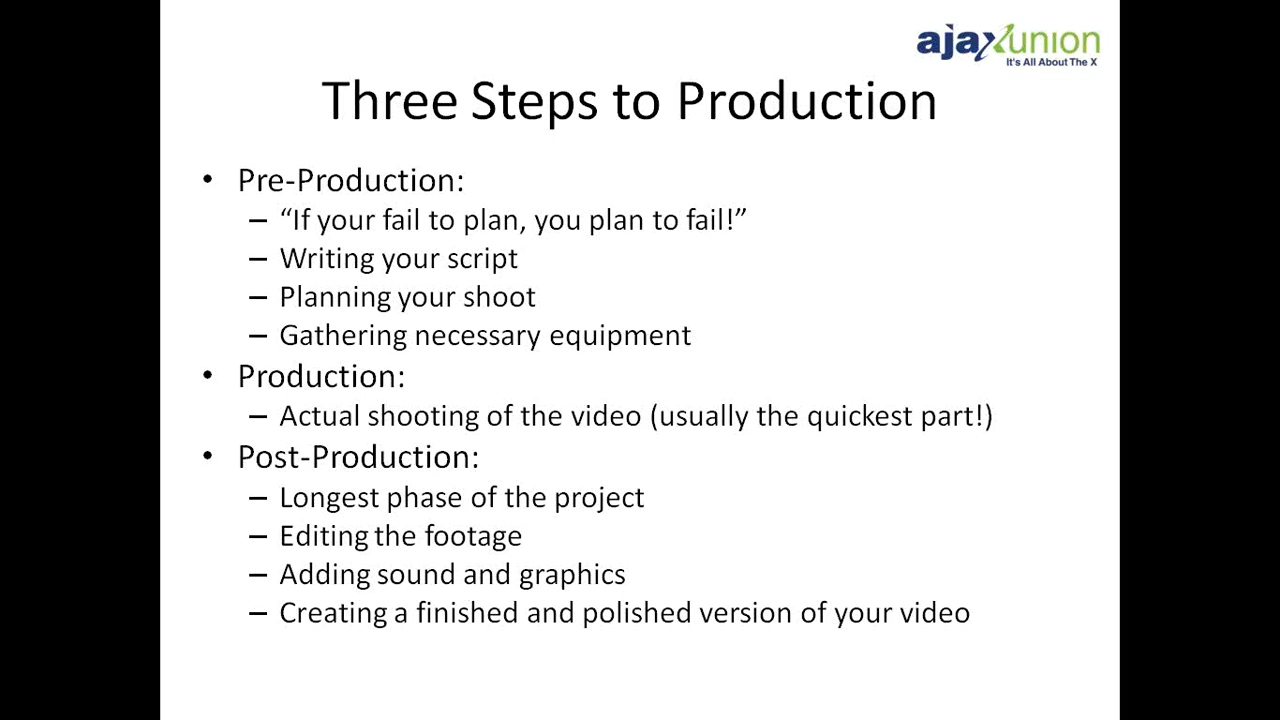 ajaxunion
It's All About The X
Three Steps to Production
• Pre-Production:
– “If your fail to plan, you plan to fail!”
– Writing your script
– Planning your shoot
– Gathering necessary equipment
• Production:
– Actual shooting of the video (usually the quickest part!)
• Post-Production:
– Longest phase of the project
– Editing the footage
– Adding sound and graphics
– Creating a finished and polished version of your video